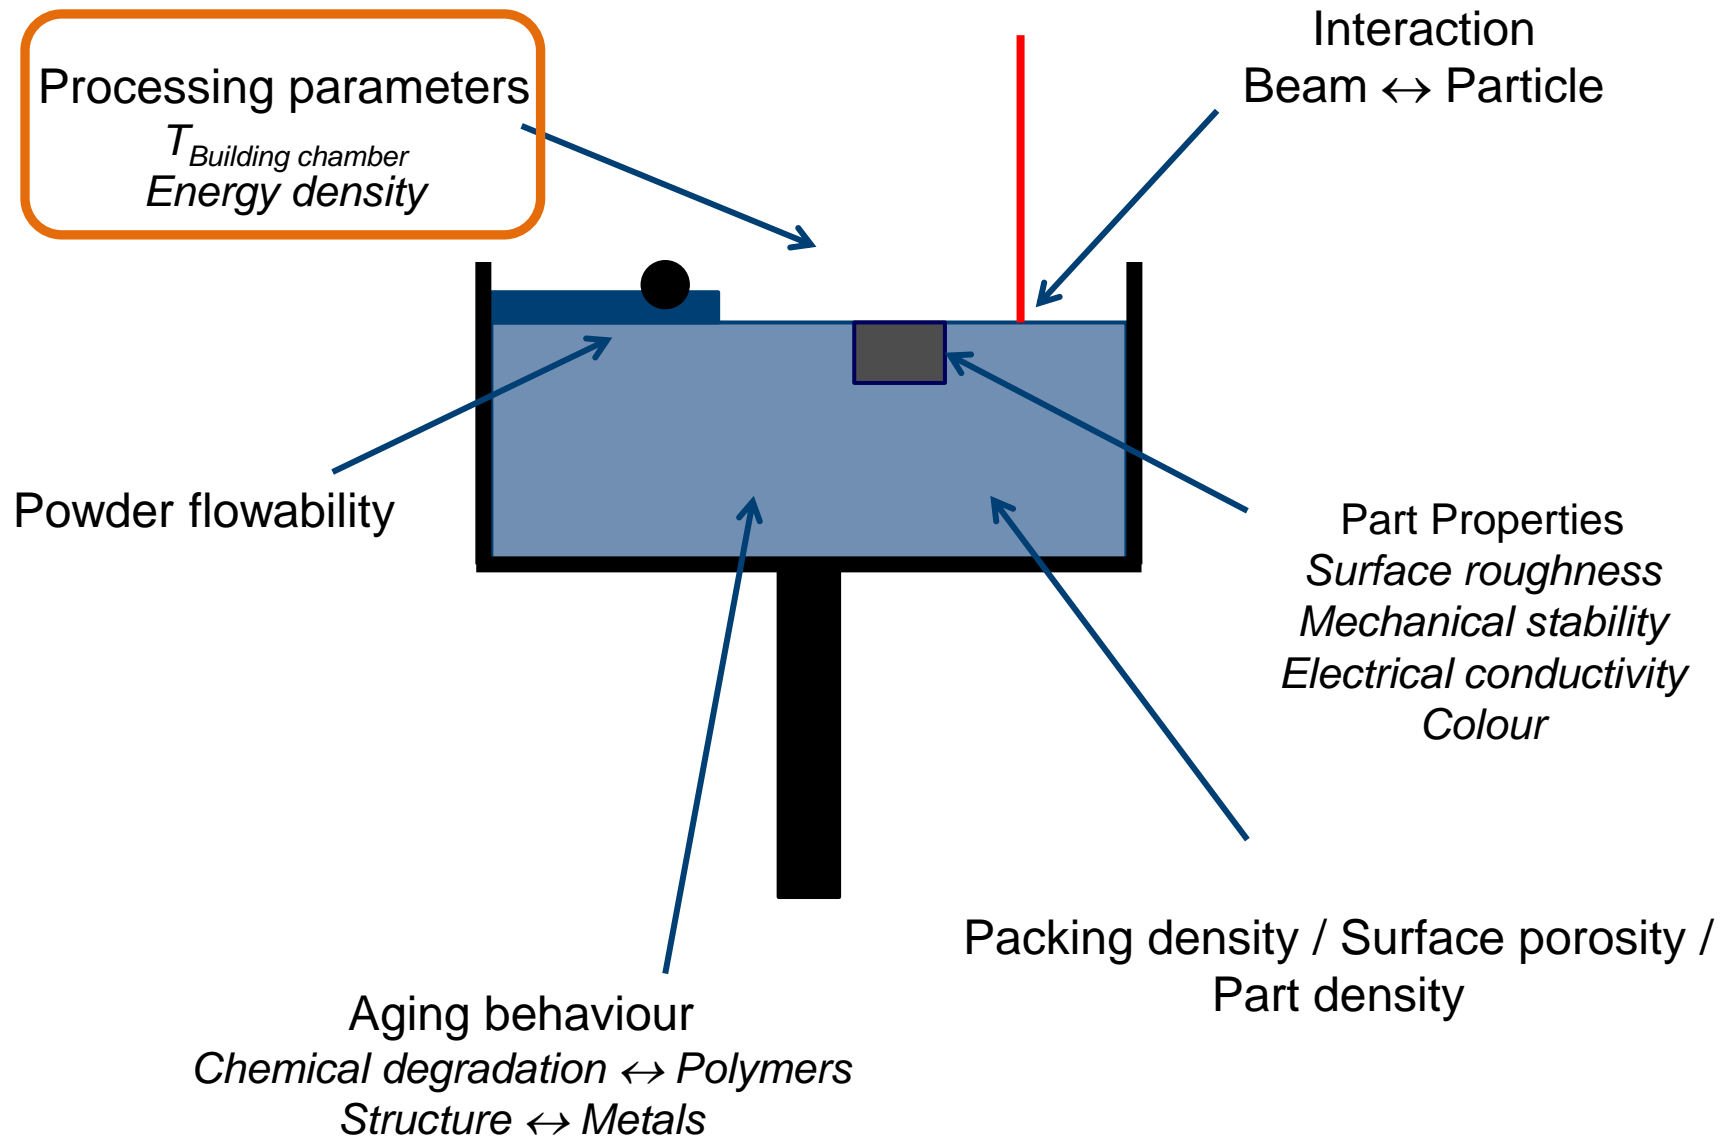 Processing parameters
T Building chamber
Energy density
Interaction
Beam ↔ Particle
Powder flowability
Part Properties
Surface roughness
Mechanical stability
Electrical conductivity
Colour
Packing density / Surface porosity /
Part density
Aging behaviour
Chemical degradation ↔ Polymers
Structure ↔ Metals